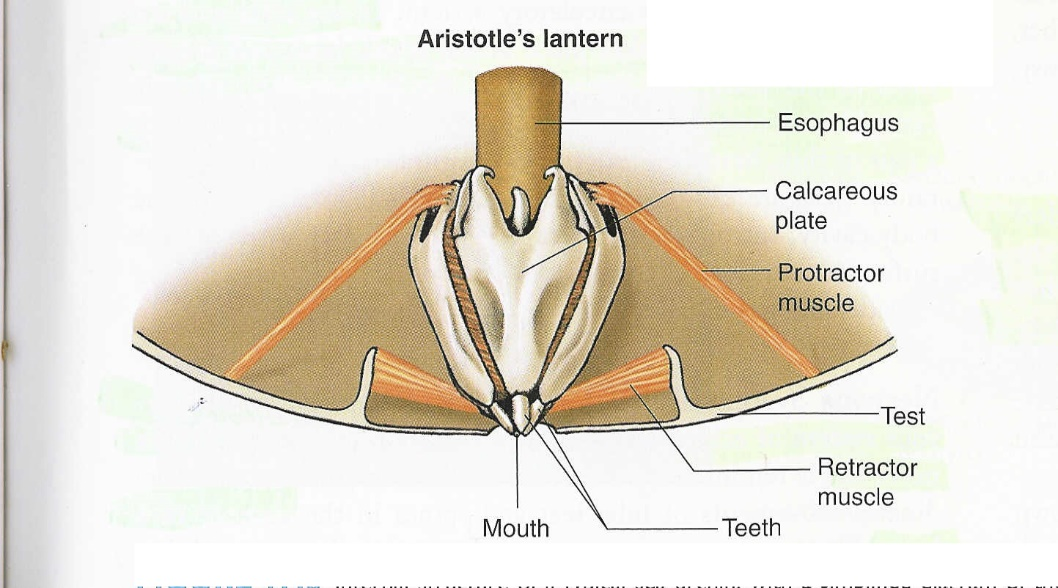 Aristotle's lantern
Esophagus
Calcareous
plate
Protractor
muscle
Test
Retractor
muscle
Mouth
Teeth